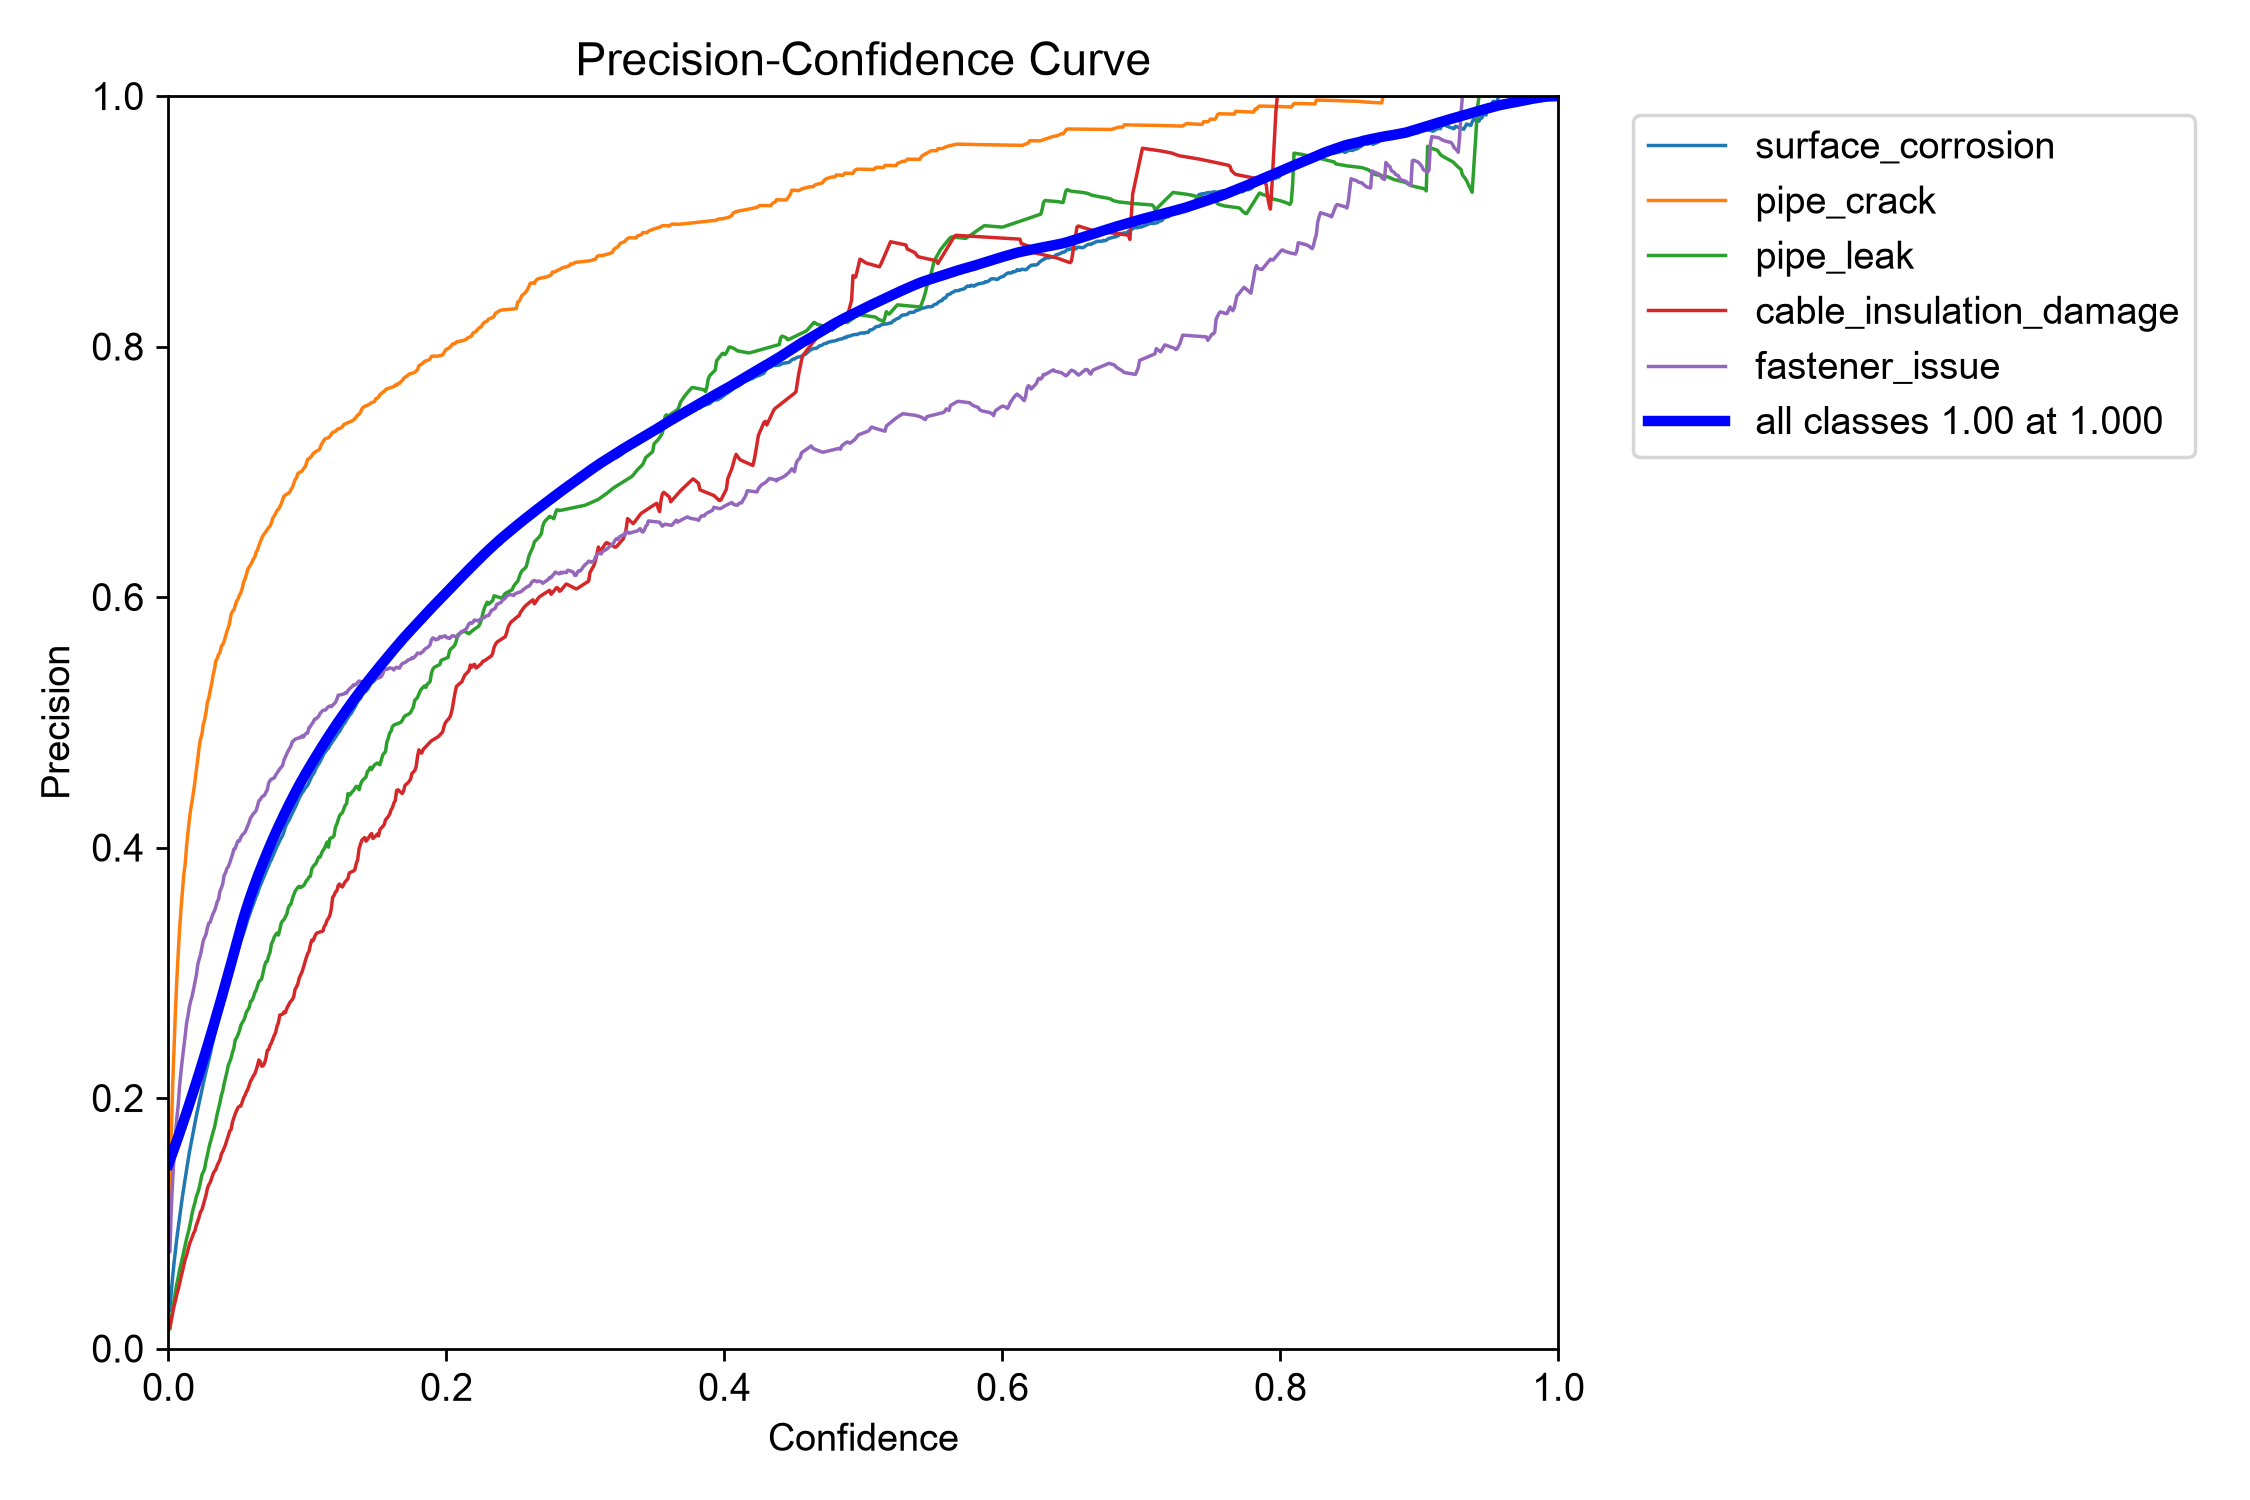 Precision-Confidence Curve
1.0
0.8
0.6
0.4
0.2
0.0
Precision
0.0 0.2 0.4 0.6 0.8 1.0
Confidence
surface_corrosion
pipe_crack
pipe_leak
cable_insulation_damage
fastener_issue
all classes 1.00 at 1.000